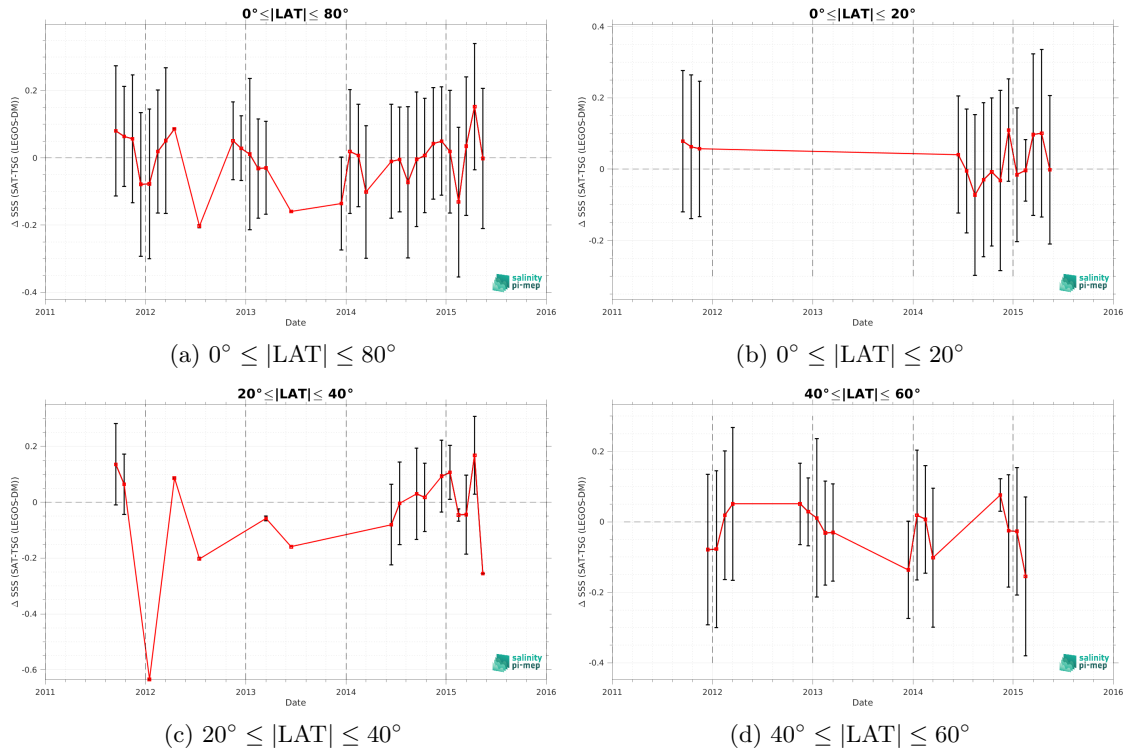 0°≤|LAT|≤ 80°
Δ SSS (SAT-TSG (LEGOS-DM))
0.2
0
-0.2
-0.4
2011 2012 2013 2014 2015 2016
Date
salinity
pi-mep
(a) 0° ≤ |LAT| ≤ 80°
0°≤|LAT|≤ 20°
Δ SSS (SAT-TSG (LEGOS-DM))
0.4
0.2
0
-0.2
2011 2012 2013 2014 2015 2016
Date
salinity
pi-mep
(b) 0° ≤ |LAT| ≤ 20°
20°≤|LAT|≤ 40°
Δ SSS (SAT-TSG (LEGOS-DM))
0.2
0
-0.2
-0.4
-0.6
2011 2012 2013 2014 2015 2016
Date
salinity
pi-mep
(c) 20° ≤ |LAT| ≤ 40°
40°≤|LAT|≤ 60°
Δ SSS (SAT-TSG (LEGOS-DM))
0.2
0
-0.2
-0.4
2011 2012 2013 2014 2015 2016
Date
salinity
pi-mep
(d) 40° ≤ |LAT| ≤ 60°